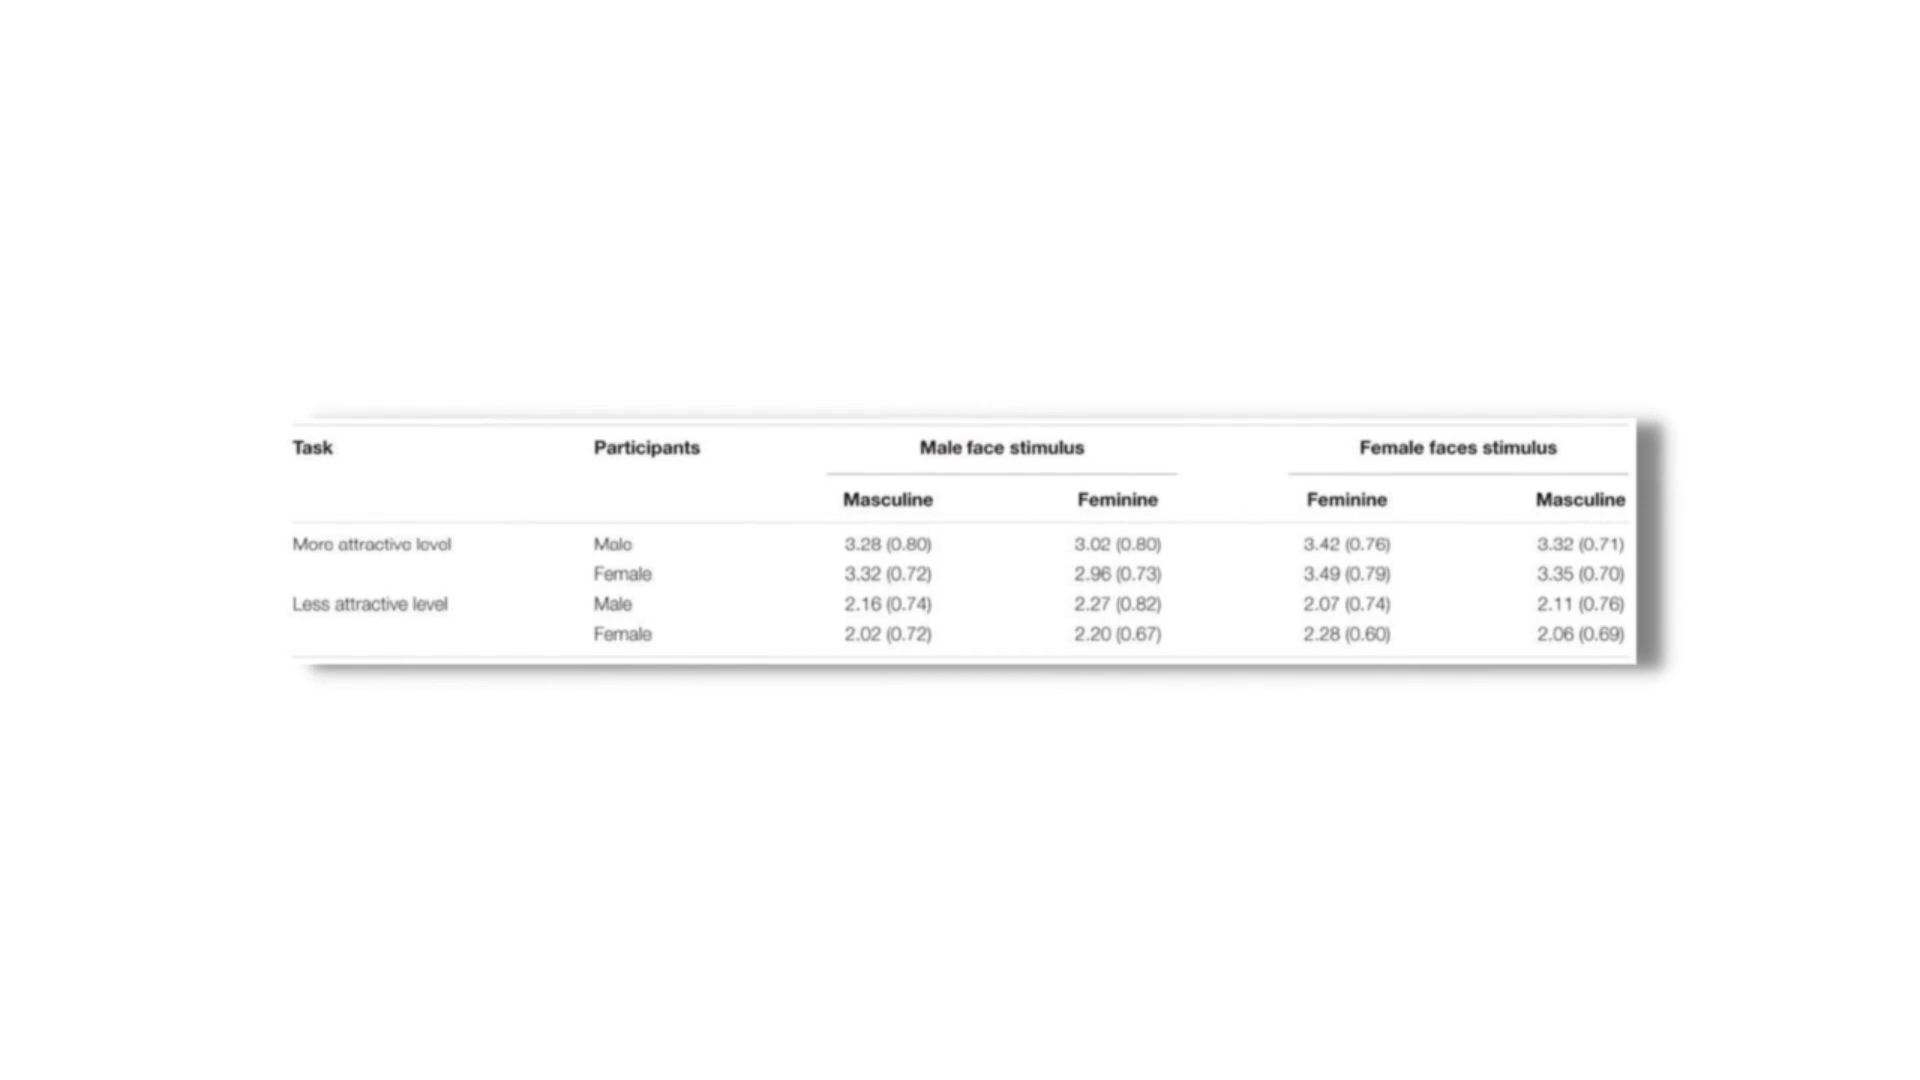 Task Participants Male face stimulus Female faces stimulus
Masculine Feminine Feminine Masculine
More attractive level Male 3.28 (0.80) 3.02 (0.80) 3.42 (0.76) 3.32 (0.71)
Female 3.32 (0.72) 2.96 (0.73) 3.49 (0.79) 3.35 (0.70)
Less attractive level Male 2.16 (0.74) 2.27 (0.82) 2.07 (0.74) 2.11 (0.76)
Female 2.02 (0.72) 2.20 (0.67) 2.28 (0.60) 2.06 (0.69)